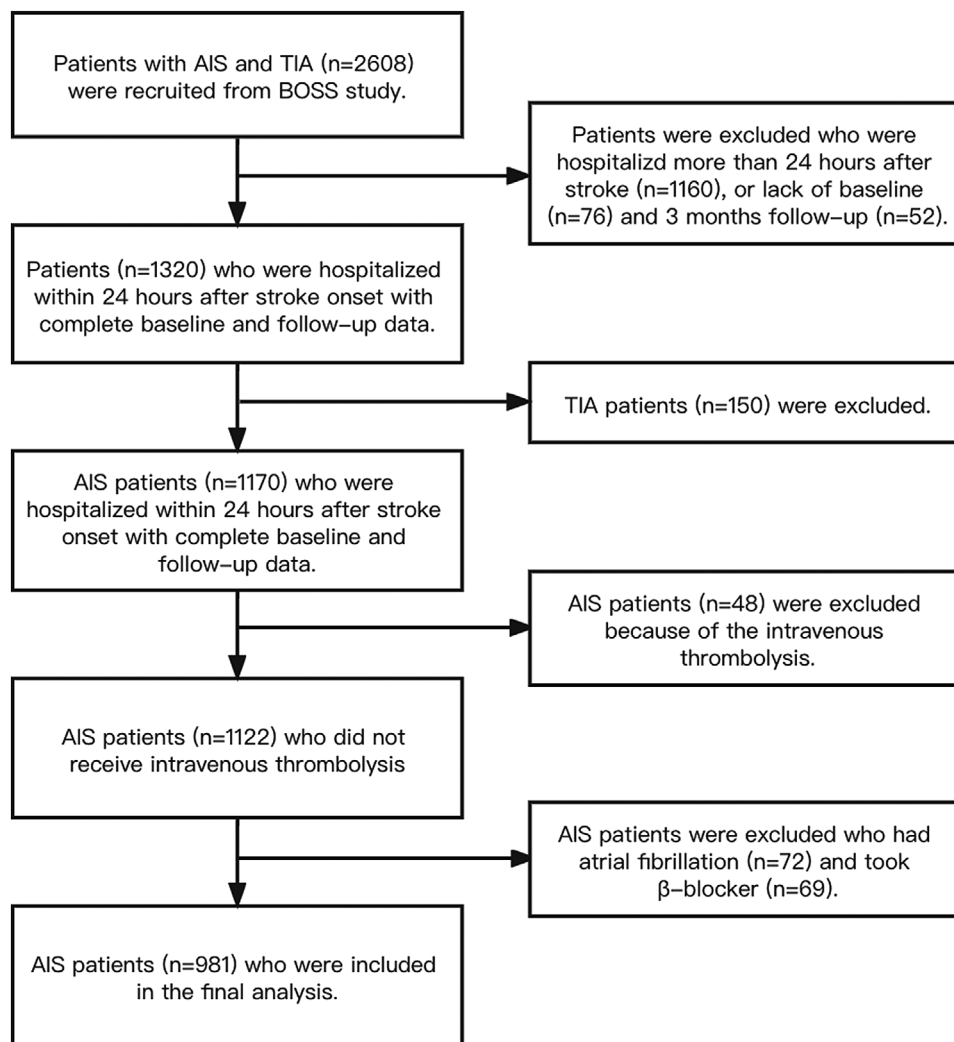 Patients with AIS and TIA (n=2608)
were recruited from BOSS study.
Patients were excluded who were
hospitalizd more than 24 hours after
stroke (n=1160), or lack of baseline
(n=76) and 3 months follow-up (n=52).
Patients (n=1320) who were hospitalized
within 24 hours after stroke onset with
complete baseline and follow-up data.
TIA patients (n=150) were excluded.
AIS patients (n=1170) who were
hospitalized within 24 hours after stroke
onset with complete baseline and
follow-up data.
AIS patients (n=48) were excluded
because of the intravenous
thrombolysis.
AIS patients (n=1122) who did not
receive intravenous thrombolysis
AIS patients were excluded who had
atrial fibrillation (n=72) and took
β-blocker (n=69).
AIS patients (n=981) who were included
in the final analysis.